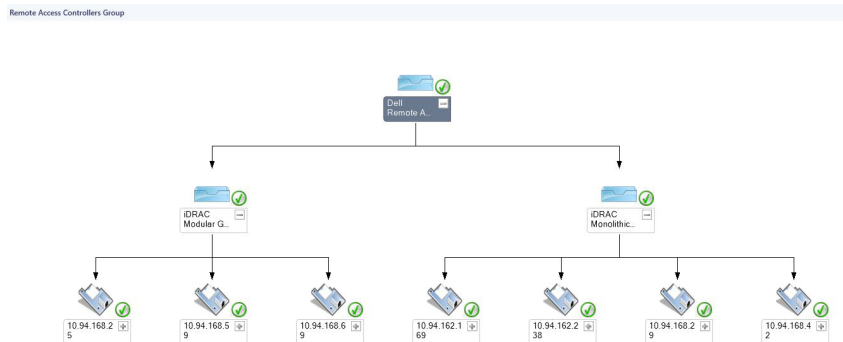 Remote Access Controllers Group
Dell
Remote A..
iDRAC
Modular G..
iDRAC
Monolithic..
10.94.168.2
5
10.94.168.5
9
10.94.168.6
9
10.94.162.1
69
10.94.162.2
38
10.94.168.2
9
10.94.168.4
2